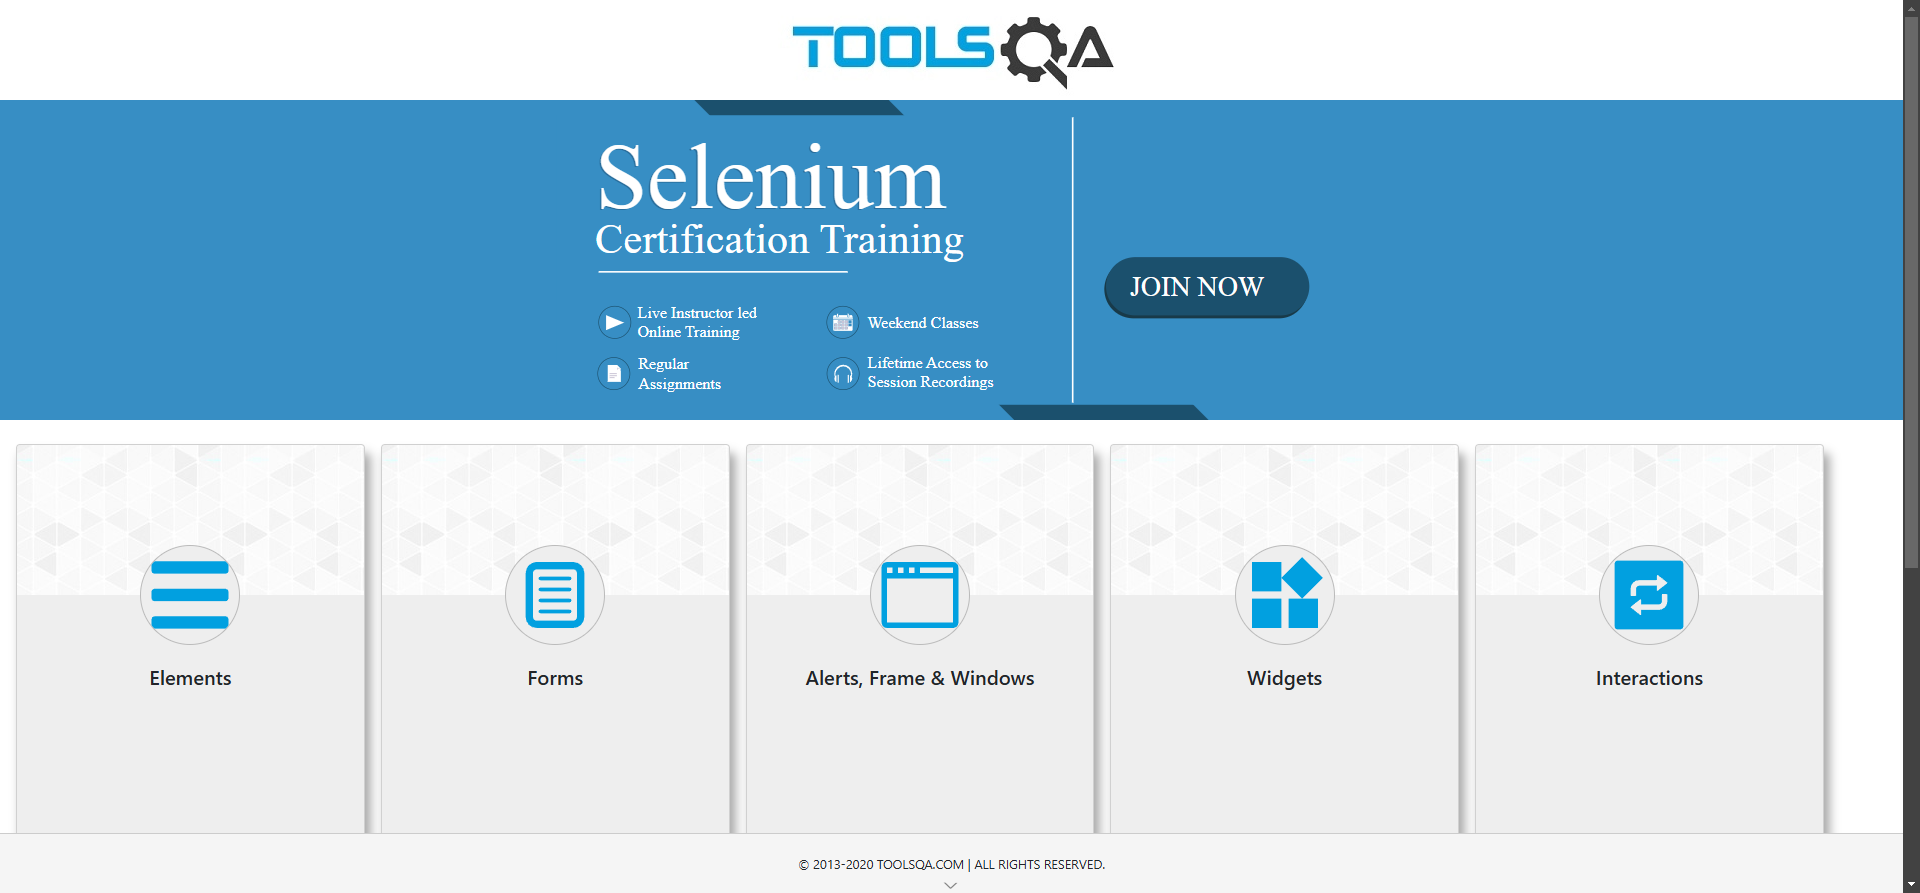 TOOLSQA
Selenium
Certification Training
JOIN NOW
Live Instructor led
Online Training
Weekend Classes
Regular
Assignments
Lifetime Access to
Session Recordings
Elements
Forms
Alerts, Frame & Windows
Widgets
Interactions
© 2013-2020 TOOLSQA.COM | ALL RIGHTS RESERVED.